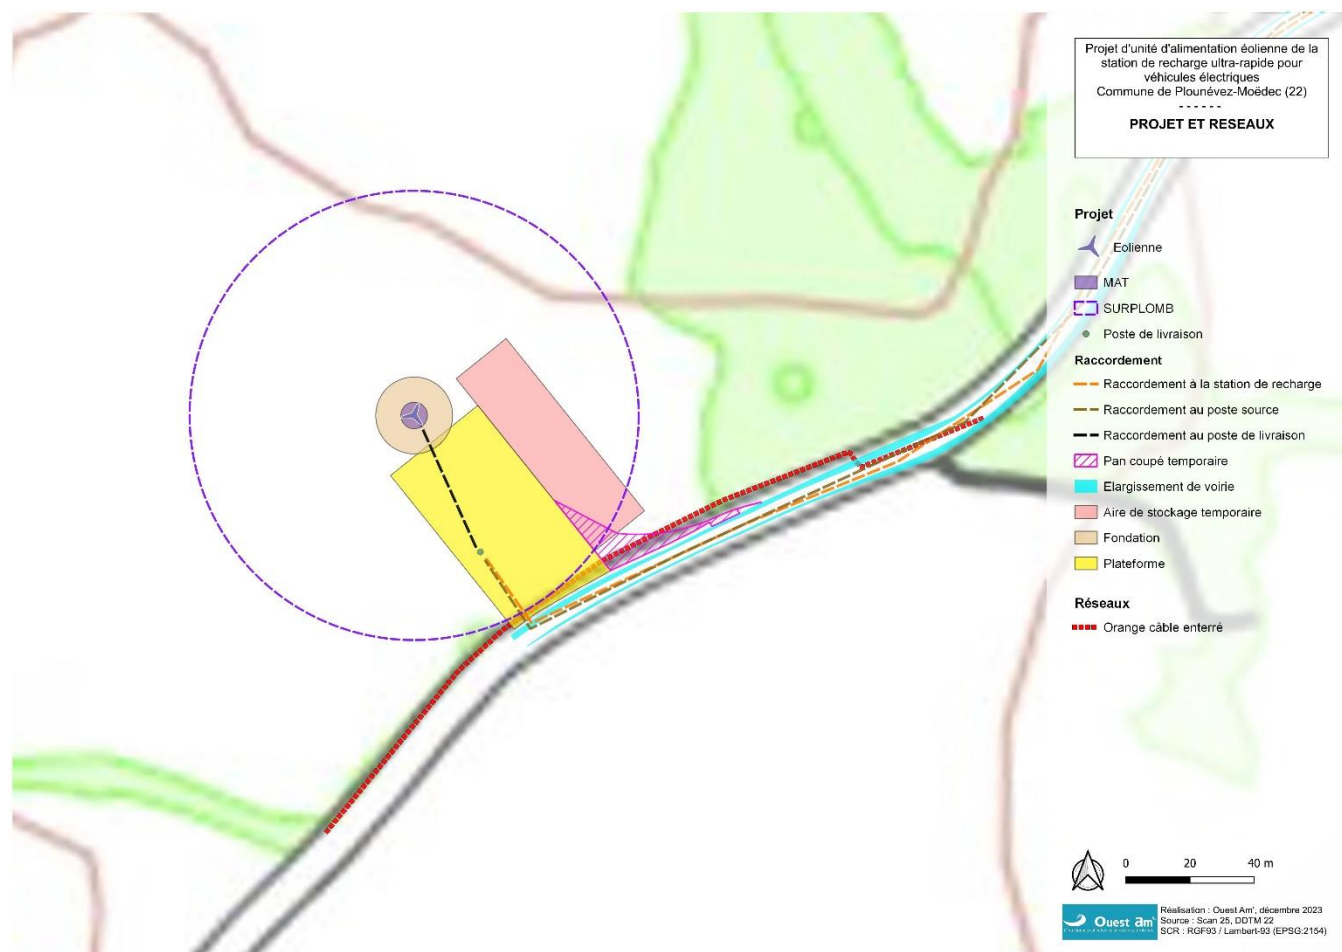 Projet d'unité d'alimentation éolienne de la
station de recharge ultra-rapide pour
véhicules électriques
Commune de Plounévez-Moëdec (22)
------
PROJET ET RESEAUX
Projet
Eolienne
MAT
SURPLOMB
Poste de livraison
Raccordement
Raccordement à la station de recharge
Raccordement au poste source
Raccordement au poste de livraison
Pan coupé temporaire
Elargissement de voirie
Aire de stockage temporaire
Fondation
Plateforme
Réseaux
Orange câble enterré
0 20 40 m
Ouest Am'
Réalisation : Ouest Am', décembre 2023
Source : Scan 25, DDTM 22
SCR : RGF93 / Lambert-93 (EPSG:2154)